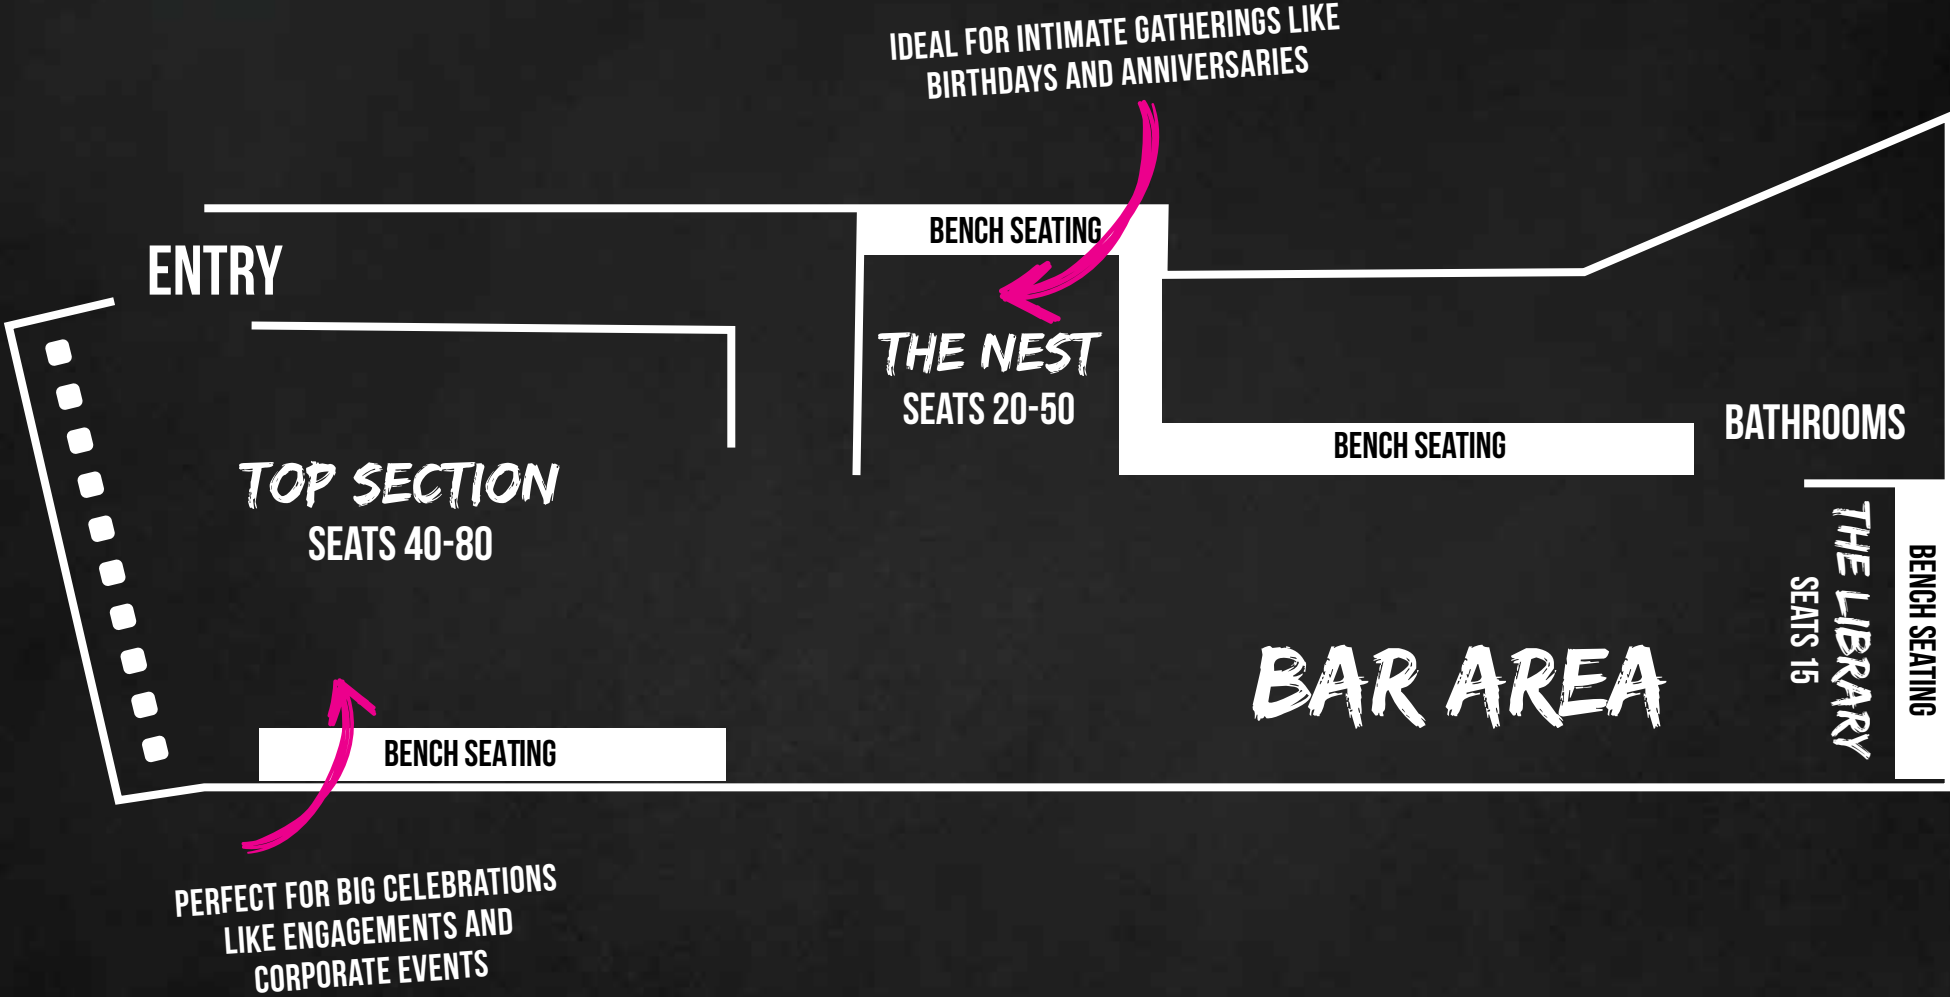 IDEAL FOR INTIMATE GATHERINGS LIKE
BIRTHDAYS AND ANNIVERSARIES
BENCH SEATING
ENTRY
THE NEST
SEATS 20-50
BATHROOMS
BENCH SEATING
TOP SECTION
SEATS 40-80
THE LIBRARY
SEATS 15
BENCH SEATING
BAR AREA
BENCH SEATING
PERFECT FOR BIG CELEBRATIONS
LIKE ENGAGEMENTS AND
CORPORATE EVENTS